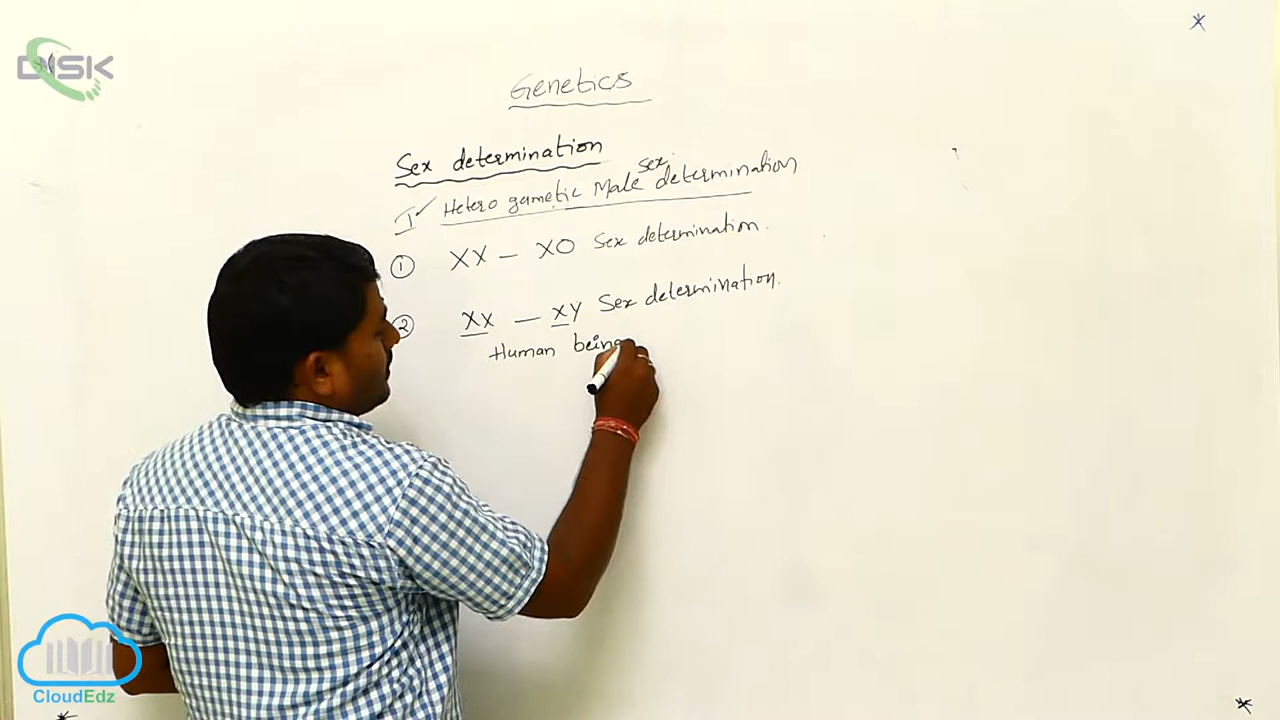 DISK
Genetics
Sex determination
I ✓ Hetero gametic Male sex determination
① XX — XO Sex determination.
② XX — XY Sex determination.
Human being
CloudEdz